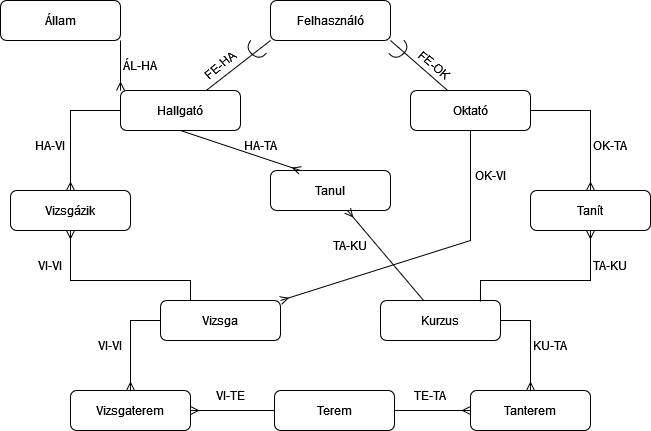 Állam
Felhasználó
ÁL-HA
FE-HA
FE-OK
Hallgató
Oktató
HA-VI
HA-TA
OK-TA
OK-VI
Tanul
Vizsgázik
Tanít
TA-KU
VI-VI
TA-KU
Vizsga
Kurzus
VI-VI
KU-TA
VI-TE
TE-TA
Vizsgaterem
Terem
Tanterem